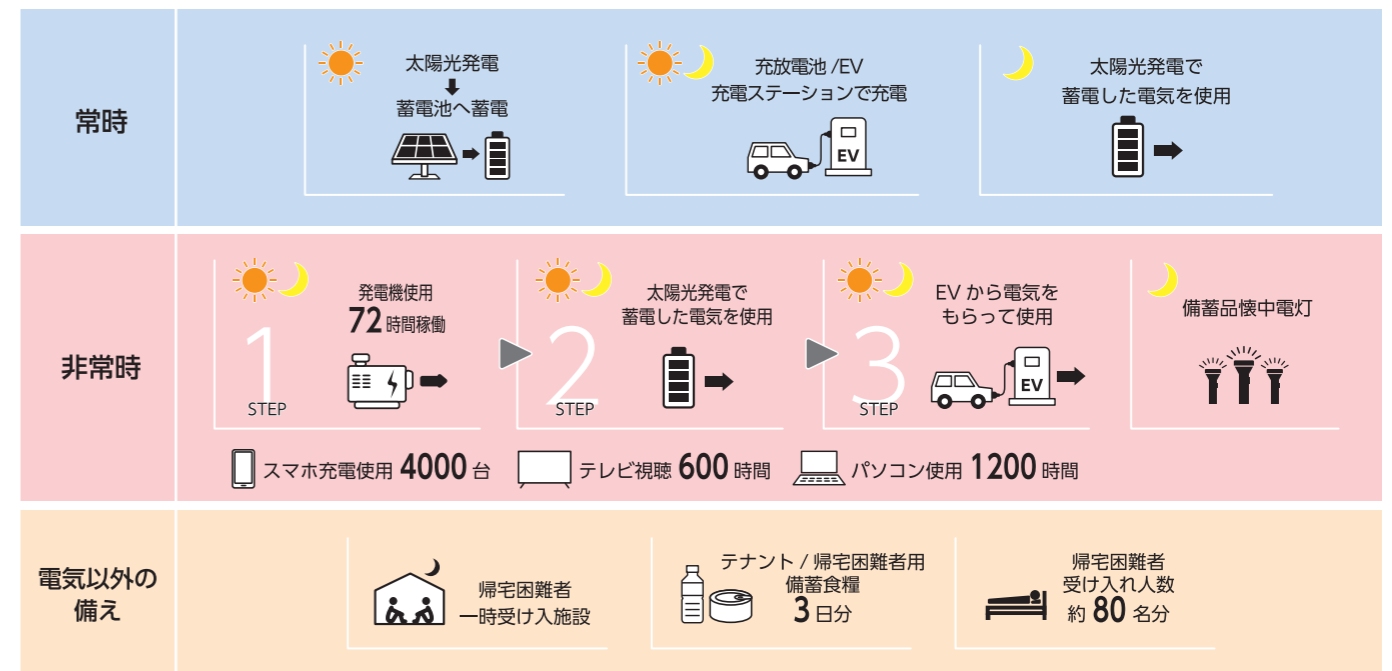 常時
太陽光発電
蓄電池へ蓄電
充放電池 /EV
充電ステーションで充電
EV
太陽光発電で
蓄電した電気を使用
非常時
1
STEP
発電機使用
72 時間稼働
2
STEP
太陽光発電で
蓄電した電気を使用
3
STEP
EV から電気を
もらって使用
EV
備蓄品懐中電灯
スマホ充電使用 4000 台
テレビ視聴 600 時間
パソコン使用 1200 時間
電気以外の
備え
帰宅困難者
一時受け入施設
テナント / 帰宅困難者用
備蓄食糧
3 日分
帰宅困難者
受け入れ人数
約 80 名分